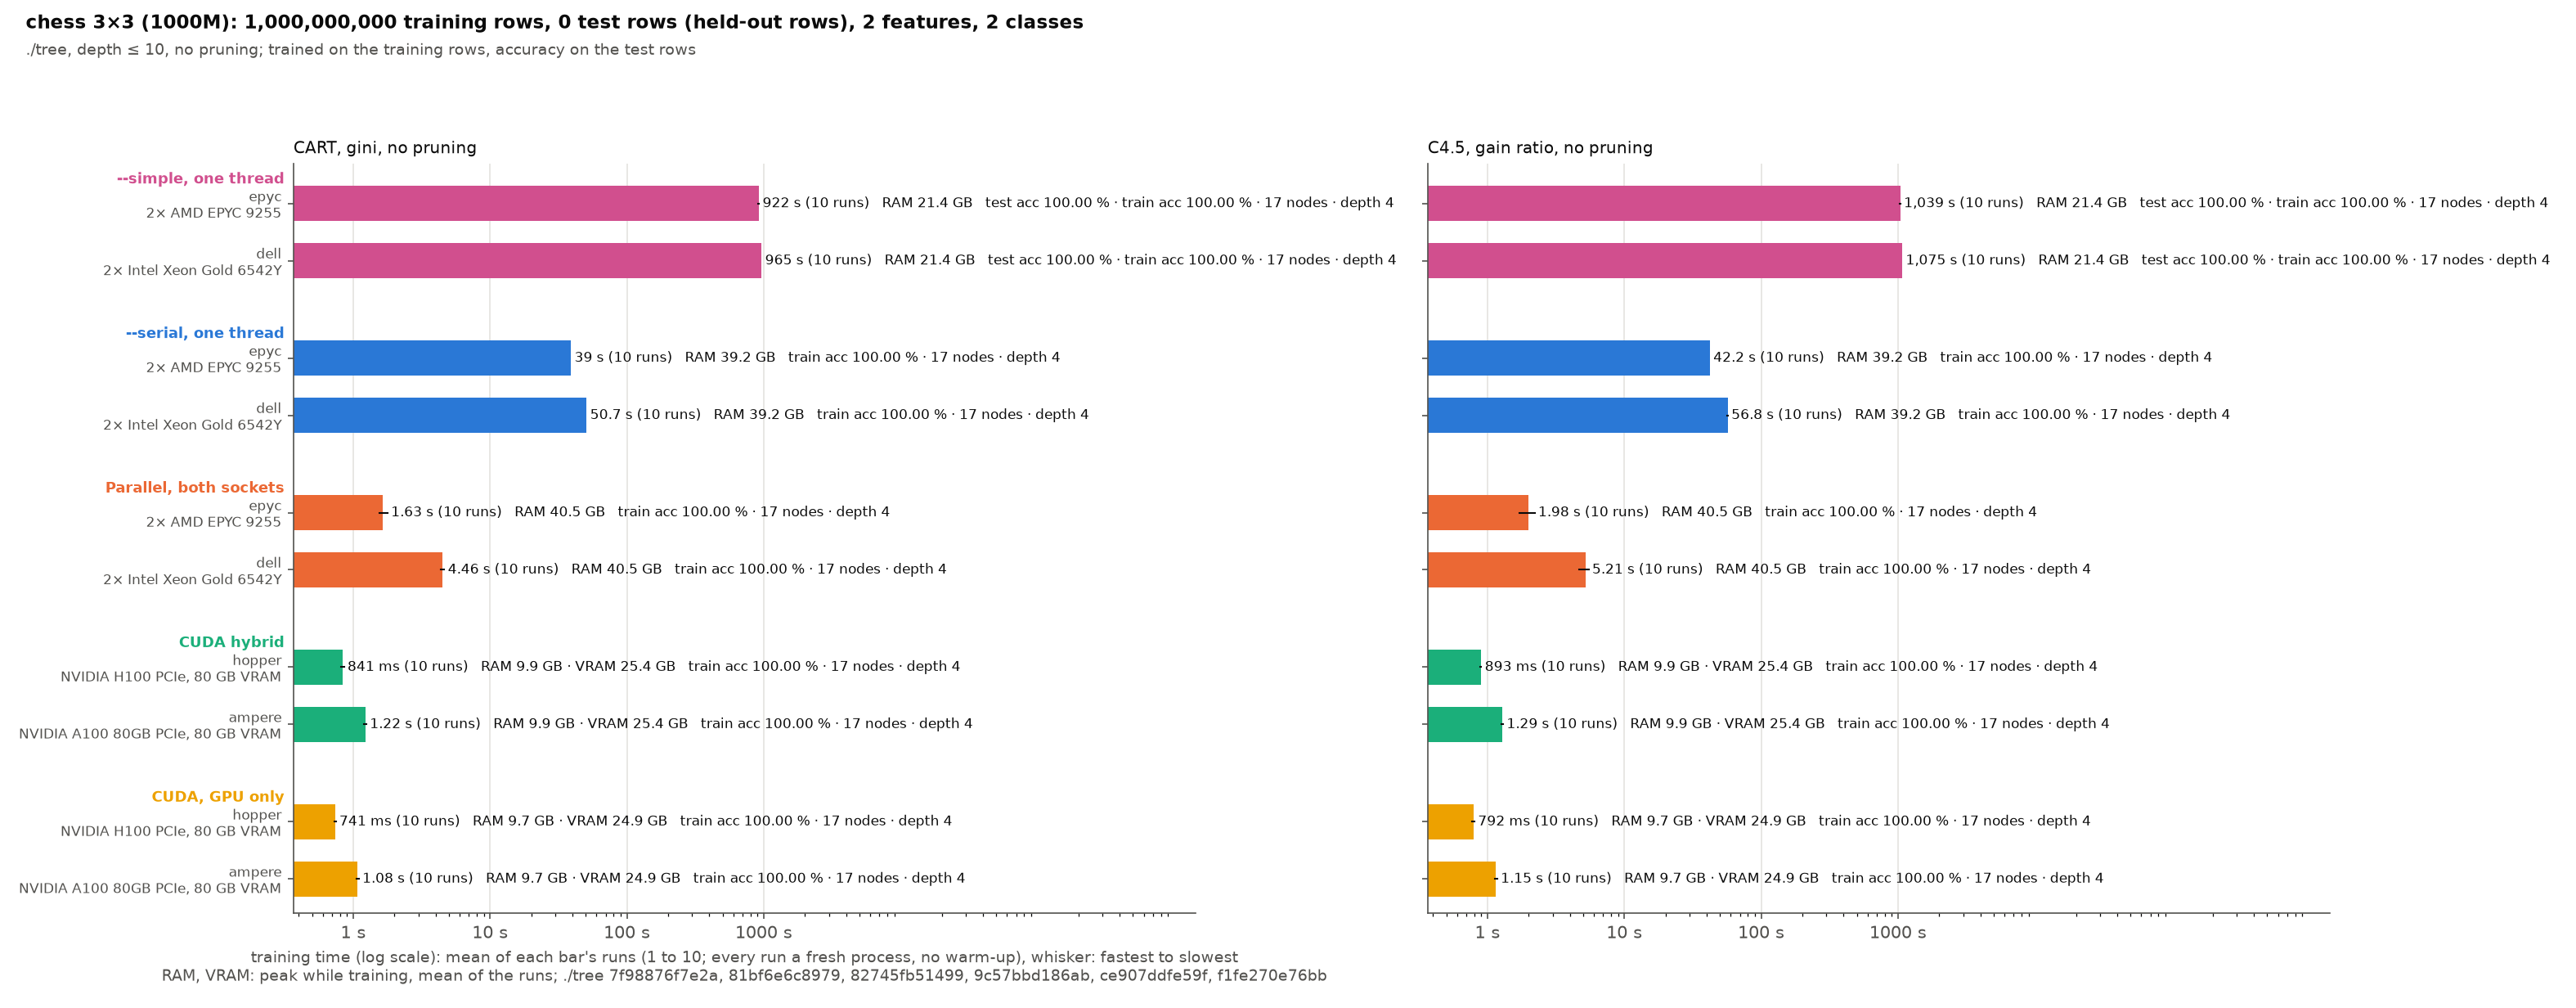 chess 3×3 (1000M): 1,000,000,000 training rows, 0 test rows (held-out rows), 2 features, 2 classes
./tree, depth ≤ 10, no pruning; trained on the training rows, accuracy on the test rows
CART, gini, no pruning
--simple, one thread
epyc
2× AMD EPYC 9255
922 s (10 runs) RAM 21.4 GB test acc 100.00 % · train acc 100.00 % · 17 nodes · depth 4
dell
2× Intel Xeon Gold 6542Y
965 s (10 runs) RAM 21.4 GB test acc 100.00 % · train acc 100.00 % · 17 nodes · depth 4
--serial, one thread
epyc
2× AMD EPYC 9255
39 s (10 runs) RAM 39.2 GB train acc 100.00 % · 17 nodes · depth 4
dell
2× Intel Xeon Gold 6542Y
50.7 s (10 runs) RAM 39.2 GB train acc 100.00 % · 17 nodes · depth 4
Parallel, both sockets
epyc
2× AMD EPYC 9255
1.63 s (10 runs) RAM 40.5 GB train acc 100.00 % · 17 nodes · depth 4
dell
2× Intel Xeon Gold 6542Y
4.46 s (10 runs) RAM 40.5 GB train acc 100.00 % · 17 nodes · depth 4
CUDA hybrid
hopper
NVIDIA H100 PCIe, 80 GB VRAM
841 ms (10 runs) RAM 9.9 GB · VRAM 25.4 GB train acc 100.00 % · 17 nodes · depth 4
ampere
NVIDIA A100 80GB PCIe, 80 GB VRAM
1.22 s (10 runs) RAM 9.9 GB · VRAM 25.4 GB train acc 100.00 % · 17 nodes · depth 4
CUDA, GPU only
hopper
NVIDIA H100 PCIe, 80 GB VRAM
741 ms (10 runs) RAM 9.7 GB · VRAM 24.9 GB train acc 100.00 % · 17 nodes · depth 4
ampere
NVIDIA A100 80GB PCIe, 80 GB VRAM
1.08 s (10 runs) RAM 9.7 GB · VRAM 24.9 GB train acc 100.00 % · 17 nodes · depth 4
1 s 10 s 100 s 1000 s
C4.5, gain ratio, no pruning
1,039 s (10 runs) RAM 21.4 GB test acc 100.00 % · train acc 100.00 % · 17 nodes · depth 4
1,075 s (10 runs) RAM 21.4 GB test acc 100.00 % · train acc 100.00 % · 17 nodes · depth 4
42.2 s (10 runs) RAM 39.2 GB train acc 100.00 % · 17 nodes · depth 4
56.8 s (10 runs) RAM 39.2 GB train acc 100.00 % · 17 nodes · depth 4
1.98 s (10 runs) RAM 40.5 GB train acc 100.00 % · 17 nodes · depth 4
5.21 s (10 runs) RAM 40.5 GB train acc 100.00 % · 17 nodes · depth 4
893 ms (10 runs) RAM 9.9 GB · VRAM 25.4 GB train acc 100.00 % · 17 nodes · depth 4
1.29 s (10 runs) RAM 9.9 GB · VRAM 25.4 GB train acc 100.00 % · 17 nodes · depth 4
792 ms (10 runs) RAM 9.7 GB · VRAM 24.9 GB train acc 100.00 % · 17 nodes · depth 4
1.15 s (10 runs) RAM 9.7 GB · VRAM 24.9 GB train acc 100.00 % · 17 nodes · depth 4
1 s 10 s 100 s 1000 s
training time (log scale): mean of each bar's runs (1 to 10; every run a fresh process, no warm-up), whisker: fastest to slowest
RAM, VRAM: peak while training, mean of the runs; ./tree 7f98876f7e2a, 81bf6e6c8979, 82745fb51499, 9c57bbd186ab, ce907ddfe59f, f1fe270e76bb